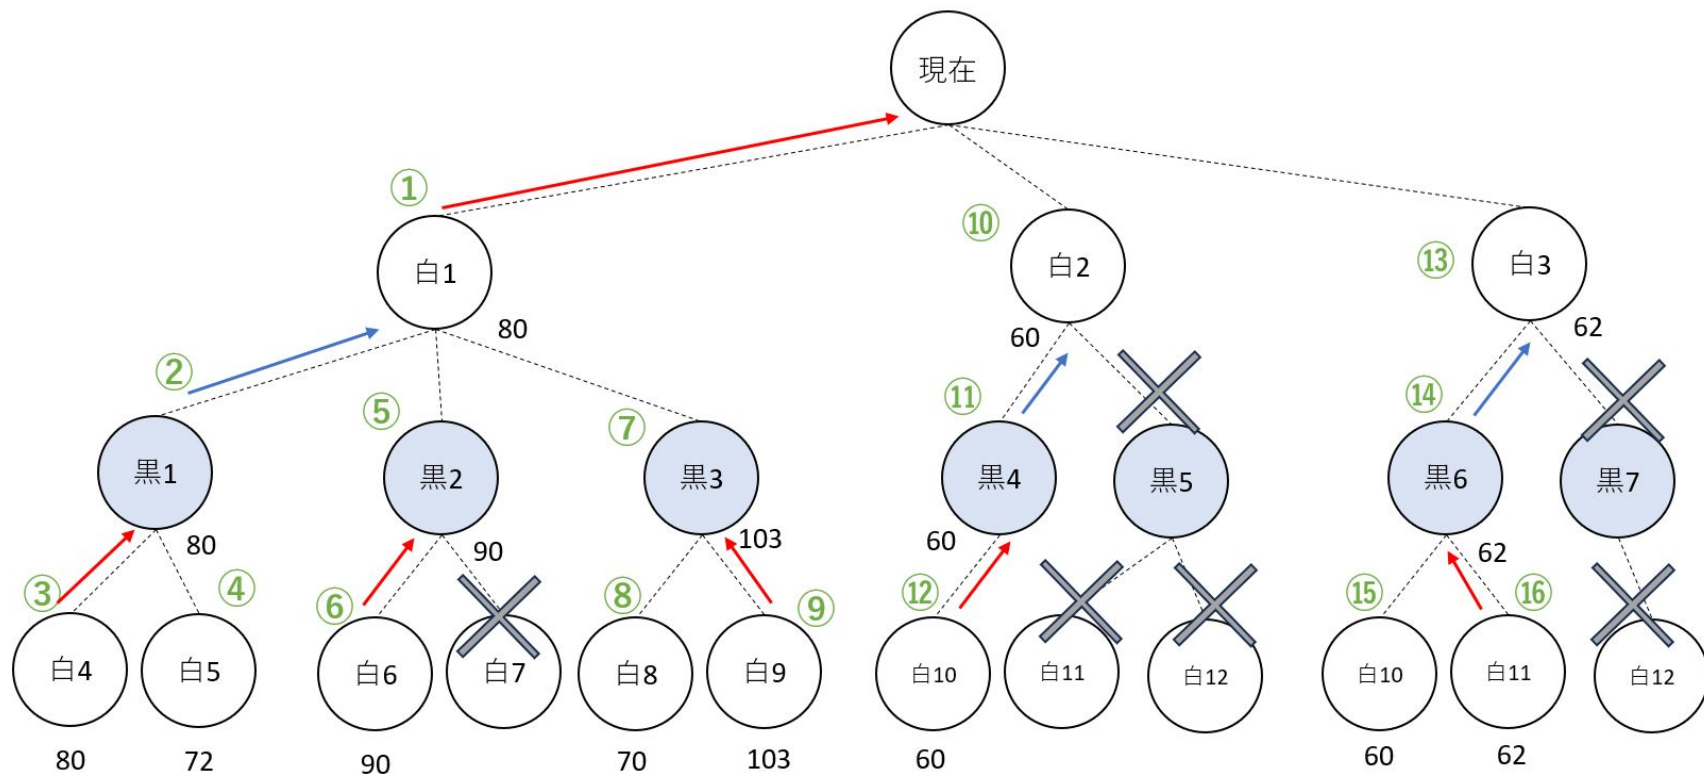 現在
①
白1
80
⑩
白2
60
⑬
白3
62
②
黒1
80
⑤
黒2
90
⑦
黒3
103
⑪
黒4
60
黒5
⑭
黒6
62
黒7
③
白4
④
白5
⑥
白6
白7
⑧
白8
⑨
白9
⑫
白10
白11
白12
⑮
白10
⑯
白11
白12
80
72
90
70
103
60
60
62